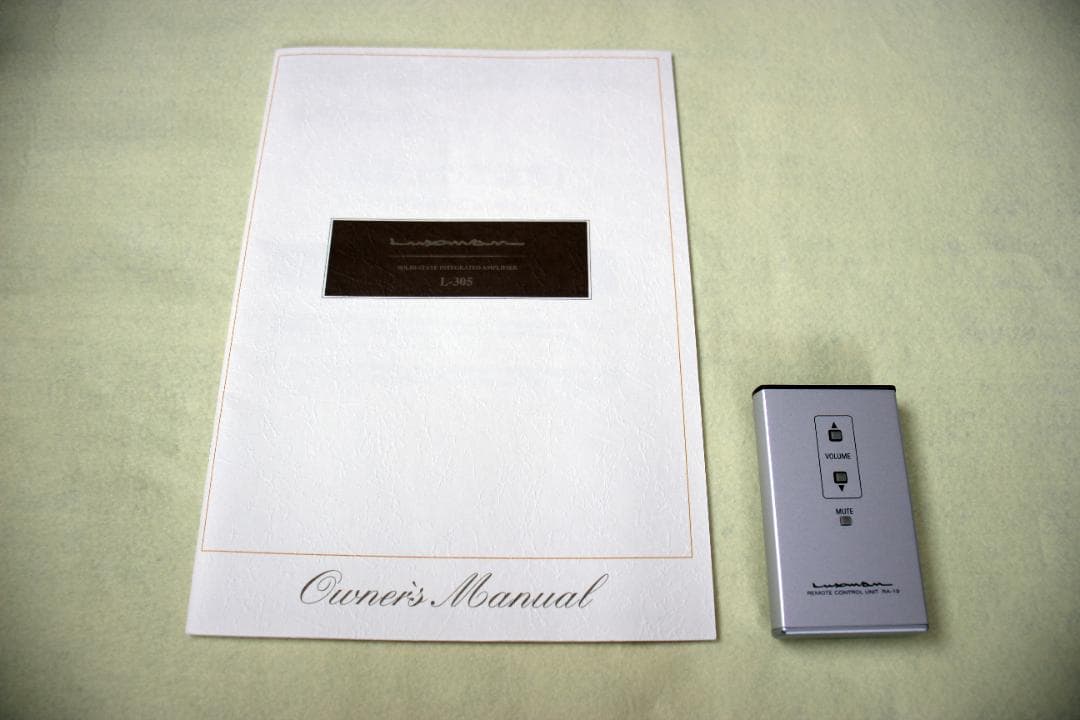 Luxman
SOLID-STATE INTEGRATED AMPLIFIER
L-305
Owner's Manual
VOLUME
MUTE
Luxman
REMOTE CONTROL UNIT RA-10